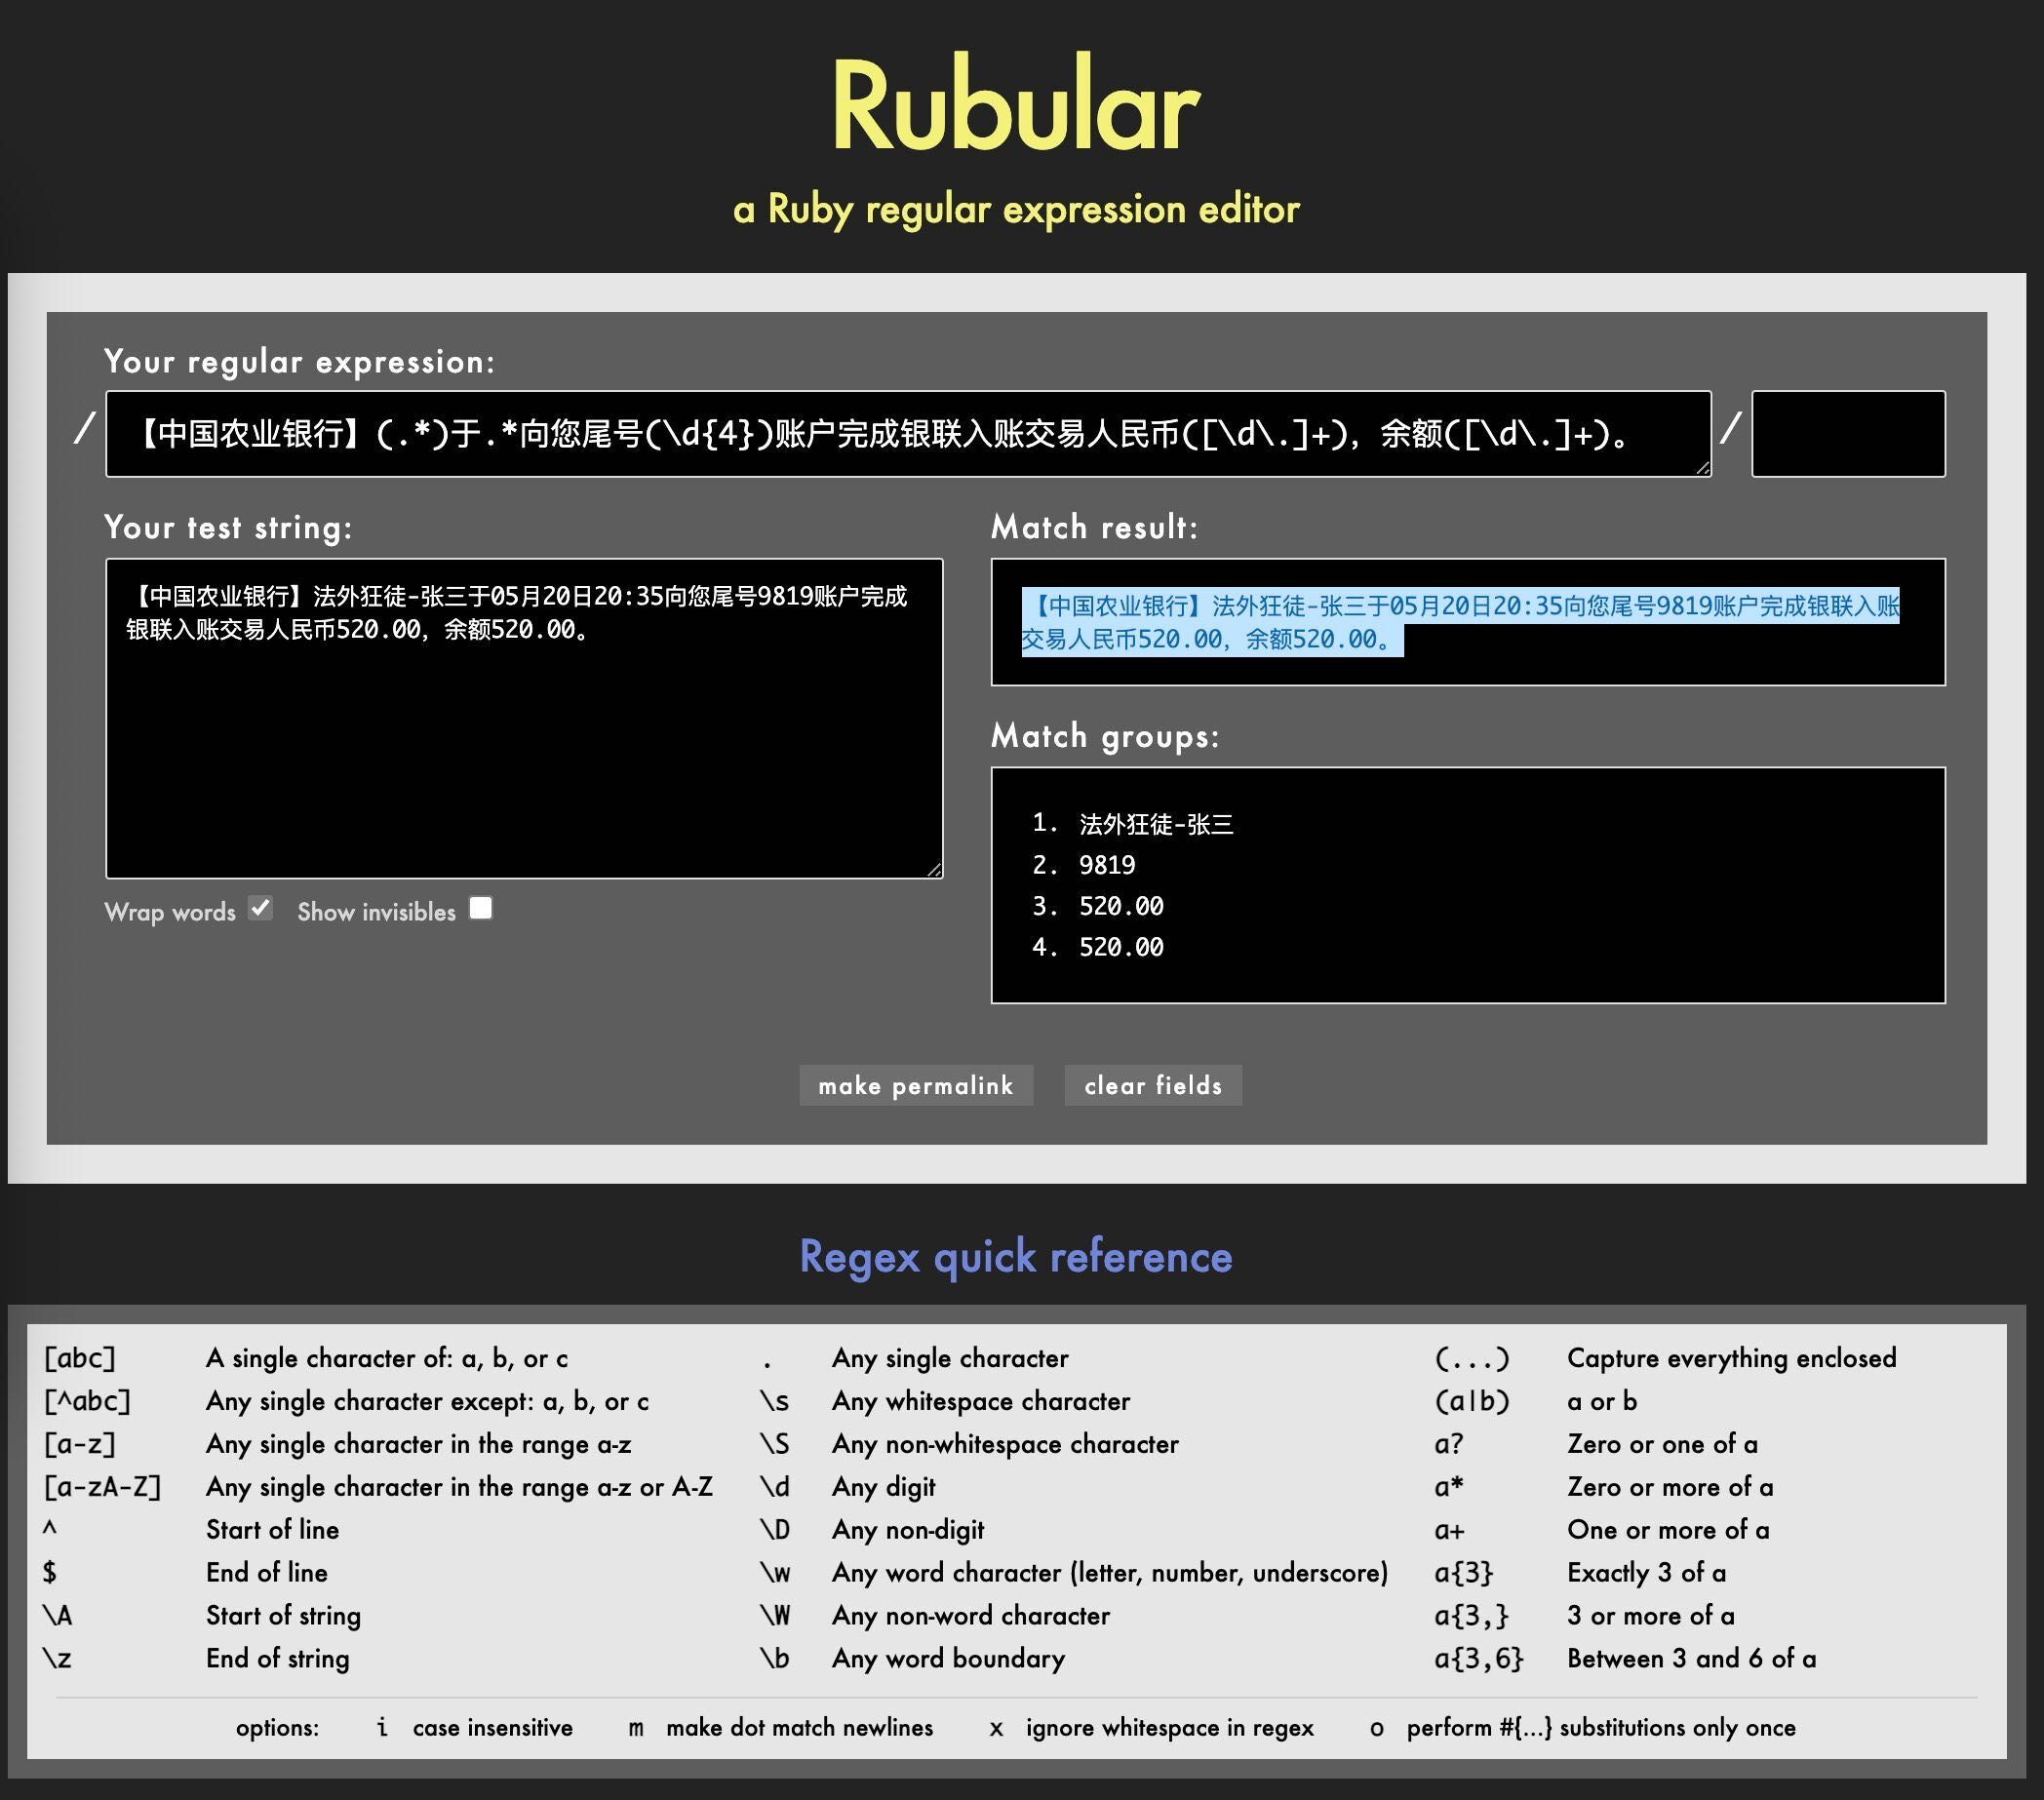 Rubular
a Ruby regular expression editor
Your regular expression:
/ 【中国农业银行】(.*)于.*向您尾号(\d{4})账户完成银联入账交易人民币([\d\.]+)，余额([\d\.]+)。 /
Your test string:
【中国农业银行】法外狂徒-张三于05月20日20:35向您尾号9819账户完成
银联入账交易人民币520.00，余额520.00。
Wrap words Show invisibles
Match result:
【中国农业银行】法外狂徒-张三于05月20日20:35向您尾号9819账户完成银联入账
交易人民币520.00，余额520.00。
Match groups:
1. 法外狂徒-张三
2. 9819
3. 520.00
4. 520.00
make permalink clear fields
Regex quick reference
[abc] A single character of: a, b, or c . Any single character (...) Capture everything enclosed
[^abc] Any single character except: a, b, or c \s Any whitespace character (a|b) a or b
[a-z] Any single character in the range a-z \S Any non-whitespace character a? Zero or one of a
[a-zA-Z] Any single character in the range a-z or A-Z \d Any digit a* Zero or more of a
^ Start of line \D Any non-digit a+ One or more of a
$ End of line \w Any word character (letter, number, underscore) a{3} Exactly 3 of a
\A Start of string \W Any non-word character a{3,} 3 or more of a
\z End of string \b Any word boundary a{3,6} Between 3 and 6 of a
options: i case insensitive m make dot match newlines x ignore whitespace in regex o perform #{...} substitutions only once